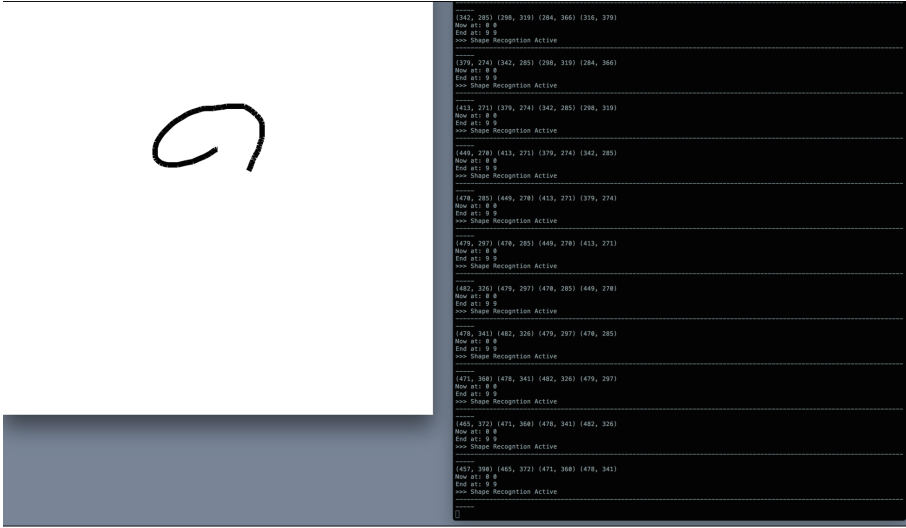 -----
(342, 285) (298, 319) (284, 366) (316, 379)
Now at: 0 0
End at: 9 9
>>> Shape Recogntion Active
-----
(379, 274) (342, 285) (298, 319) (284, 366)
Now at: 0 0
End at: 9 9
>>> Shape Recogntion Active
-----
(413, 271) (379, 274) (342, 285) (298, 319)
Now at: 0 0
End at: 9 9
>>> Shape Recogntion Active
-----
(449, 270) (413, 271) (379, 274) (342, 285)
Now at: 0 0
End at: 9 9
>>> Shape Recogntion Active
-----
(470, 285) (449, 270) (413, 271) (379, 274)
Now at: 0 0
End at: 9 9
>>> Shape Recogntion Active
-----
(479, 297) (470, 285) (449, 270) (413, 271)
Now at: 0 0
End at: 9 9
>>> Shape Recogntion Active
-----
(482, 326) (479, 297) (470, 285) (449, 270)
Now at: 0 0
End at: 9 9
>>> Shape Recogntion Active
-----
(478, 341) (482, 326) (479, 297) (470, 285)
Now at: 0 0
End at: 9 9
>>> Shape Recogntion Active
-----
(471, 360) (478, 341) (482, 326) (479, 297)
Now at: 0 0
End at: 9 9
>>> Shape Recogntion Active
-----
(465, 372) (471, 360) (478, 341) (482, 326)
Now at: 0 0
End at: 9 9
>>> Shape Recogntion Active
-----
(457, 390) (465, 372) (471, 360) (478, 341)
Now at: 0 0
End at: 9 9
>>> Shape Recogntion Active
-----